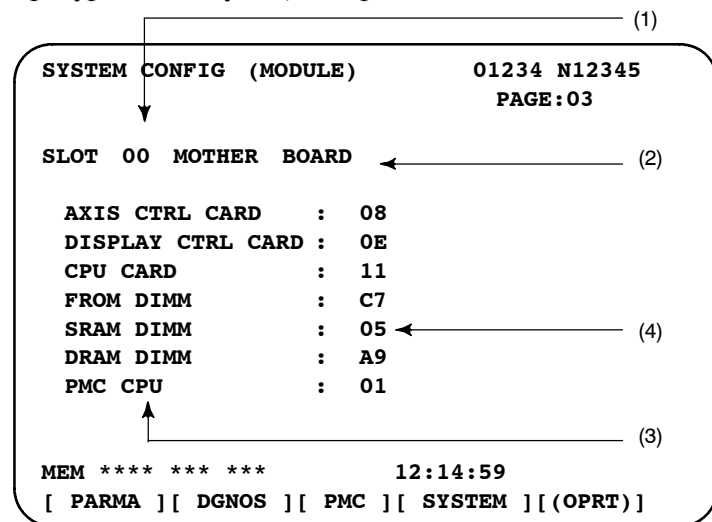 (1)
SYSTEM CONFIG (MODULE) 01234 N12345
PAGE:03
SLOT 00 MOTHER BOARD (2)
AXIS CTRL CARD : 08
DISPLAY CTRL CARD : 0E
CPU CARD : 11
FROM DIMM : C7
SRAM DIMM : 05 (4)
DRAM DIMM : A9
PMC CPU : 01
(3)
MEM **** *** *** 12:14:59
[ PARMA ][ DGNOS ][ PMC ][ SYSTEM ][(OPRT)]